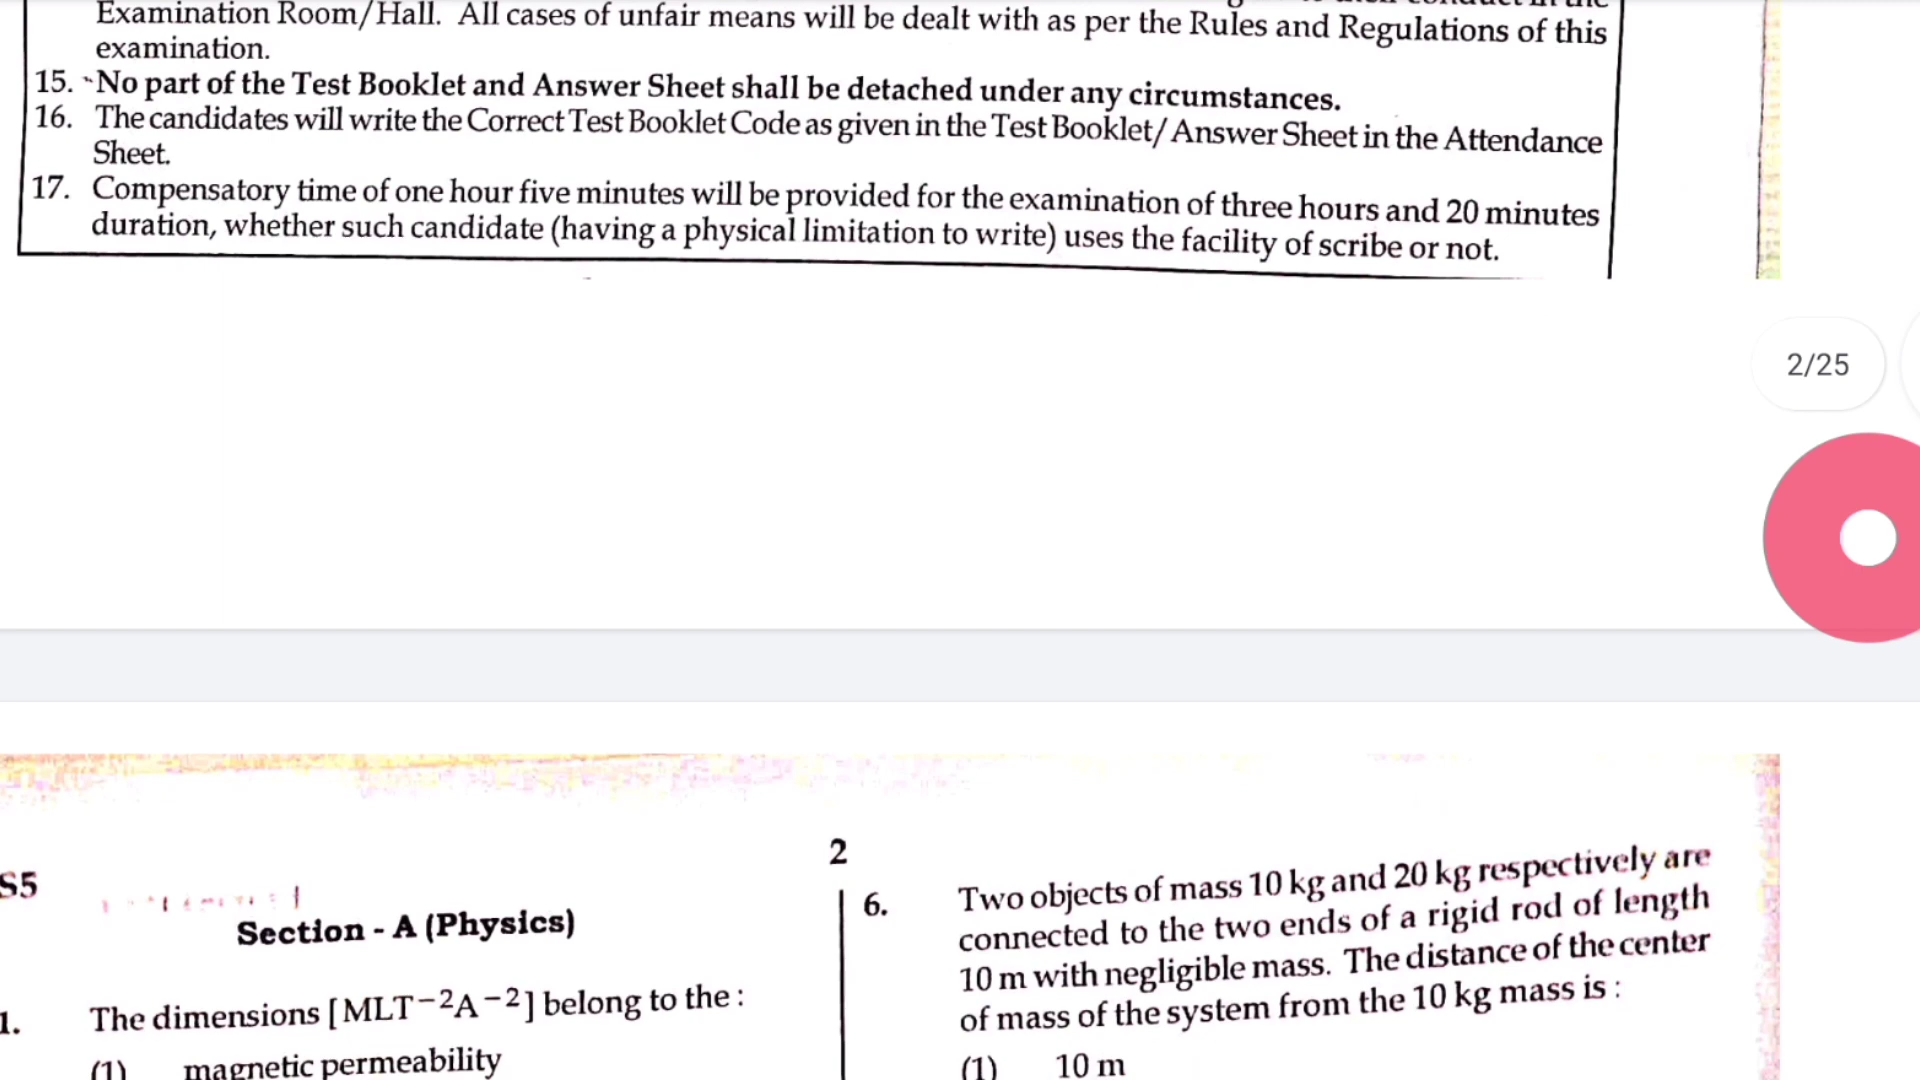 Examination Room/Hall. All cases of unfair means will be dealt with as per the Rules and Regulations of this
examination.
15. No part of the Test Booklet and Answer Sheet shall be detached under any circumstances.
16. The candidates will write the Correct Test Booklet Code as given in the Test Booklet/Answer Sheet in the Attendance
Sheet.
17. Compensatory time of one hour five minutes will be provided for the examination of three hours and 20 minutes
duration, whether such candidate (having a physical limitation to write) uses the facility of scribe or not.
2/25
2
S5
Section - A (Physics)
1. The dimensions [MLT⁻²A⁻²] belong to the :
(1) magnetic permeability
6. Two objects of mass 10 kg and 20 kg respectively are
connected to the two ends of a rigid rod of length
10 m with negligible mass. The distance of the center
of mass of the system from the 10 kg mass is :
(1) 10 m